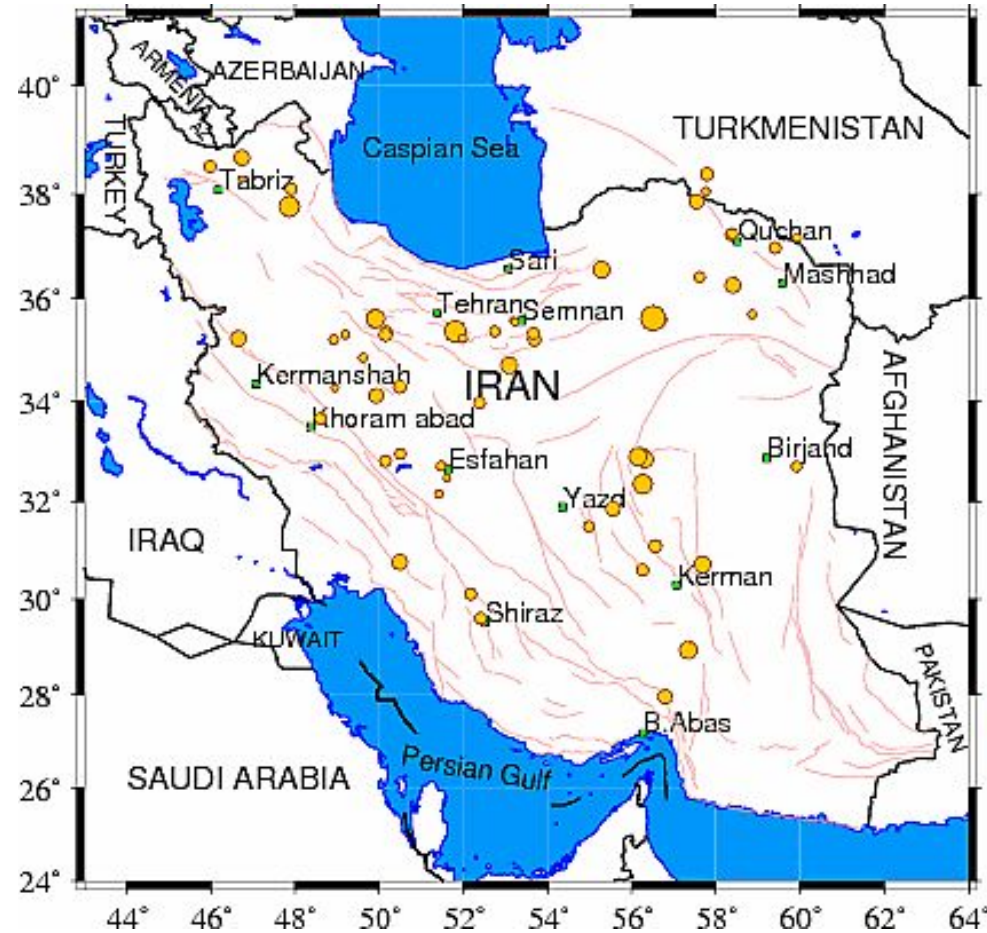 40°
38°
36°
34°
32°
30°
28°
26°
24°
ARMENIA
AZ
AZERBAIJAN
TURKEY
Caspian Sea
TURKMENISTAN
Tabriz
Quchan
Sari
Mashhad
Tehran
Semnan
Kermanshah
IRAN
Khoram abad
Esfahan
Birjand
AFGHANISTAN
Yazd
IRAQ
Kerman
Shiraz
KUWAIT
PAKISTAN
B.Abas
Persian Gulf
SAUDI ARABIA
44° 46° 48° 50° 52° 54° 56° 58° 60° 62° 64°